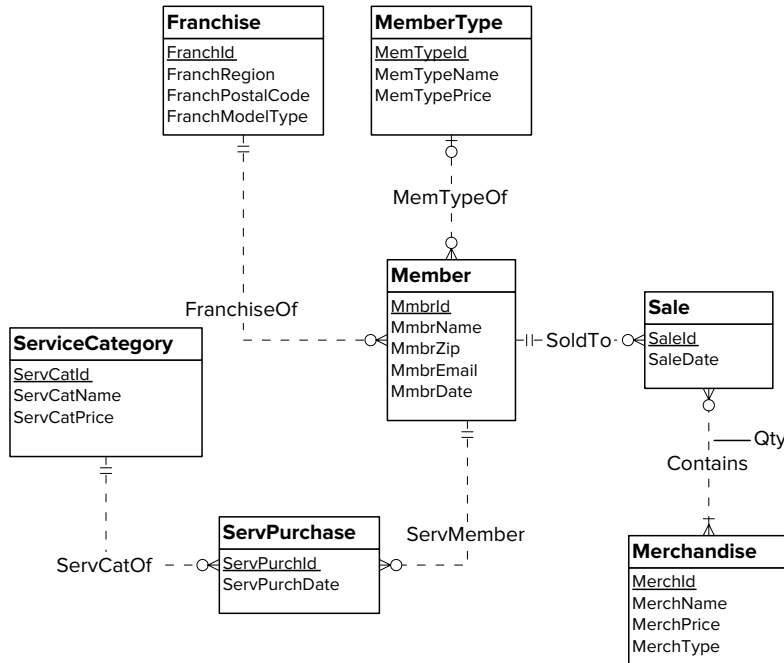 Franchise
FranchId
FranchRegion
FranchPostalCode
FranchModelType
MemberType
MemTypeId
MemTypeName
MemTypePrice
MemTypeOf
FranchiseOf
Member
MmbrId
MmbrName
MmbrZip
MmbrEmail
MmbrDate
SoldTo
Sale
SaleId
SaleDate
ServiceCategory
ServCatId
ServCatName
ServCatPrice
Qty
Contains
ServCatOf
ServPurchase
ServPurchId
ServPurchDate
ServMember
Merchandise
MerchId
MerchName
MerchPrice
MerchType